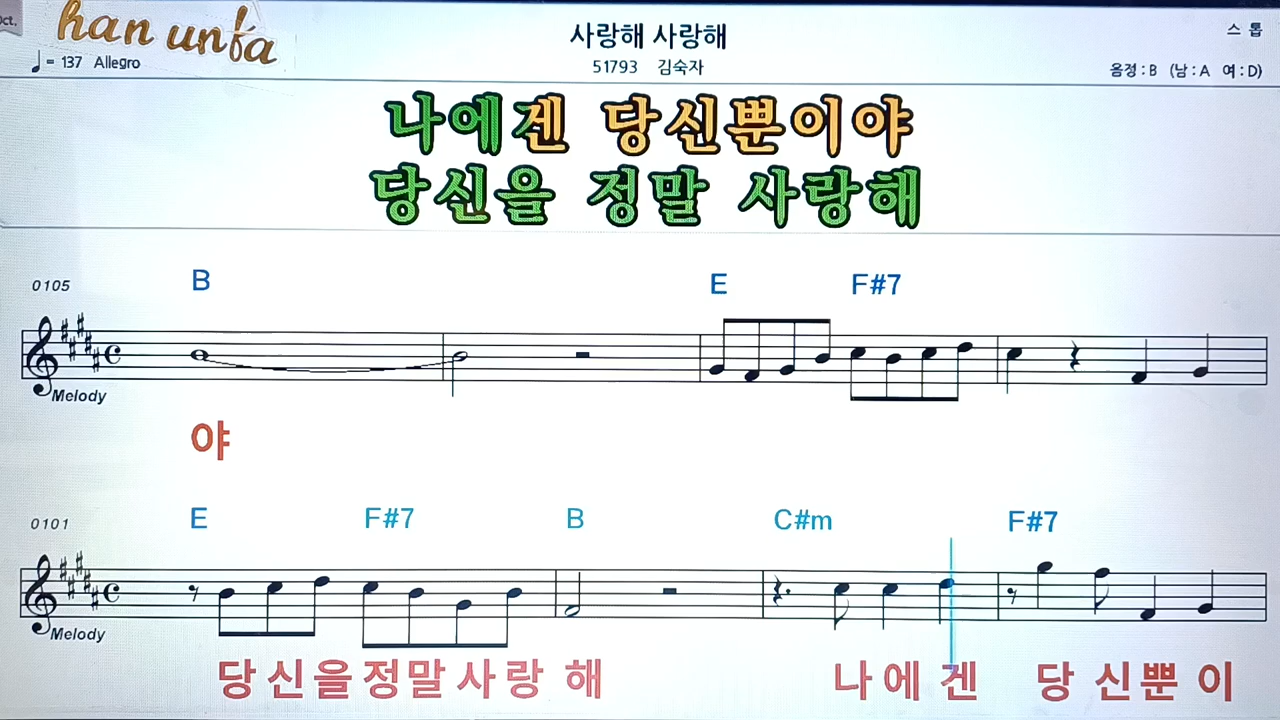 Oct,
han unfa
사랑해 사랑해
스 톱
♩= 137 Allegro
51793 김숙자
음정 : B (남 : A 여 : D)
나에겐 당신뿐이야
당신을 정말 사랑해
0105
B E F#7
Melody
야
0101
E F#7 B C#m F#7
Melody
당신을정말사랑 해 나에겐 당 신뿐 이